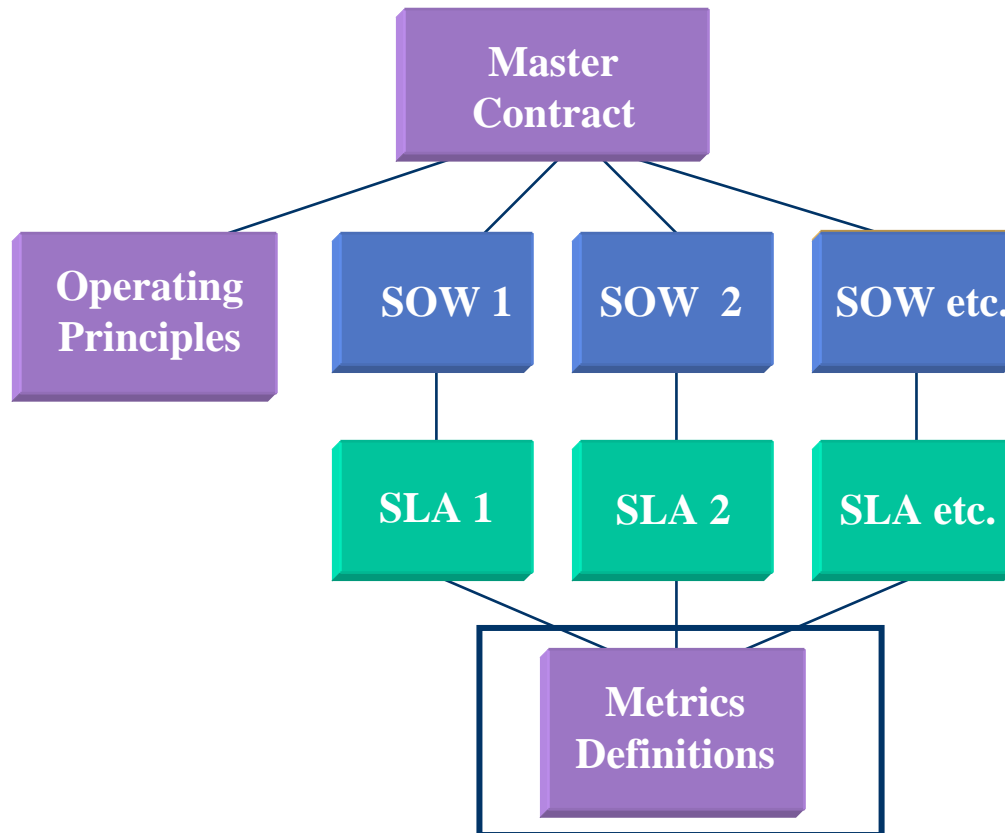 Master
Contract
Operating
Principles
SOW 1
SOW 2
SOW etc.
SLA 1
SLA 2
SLA etc.
Metrics
Definitions